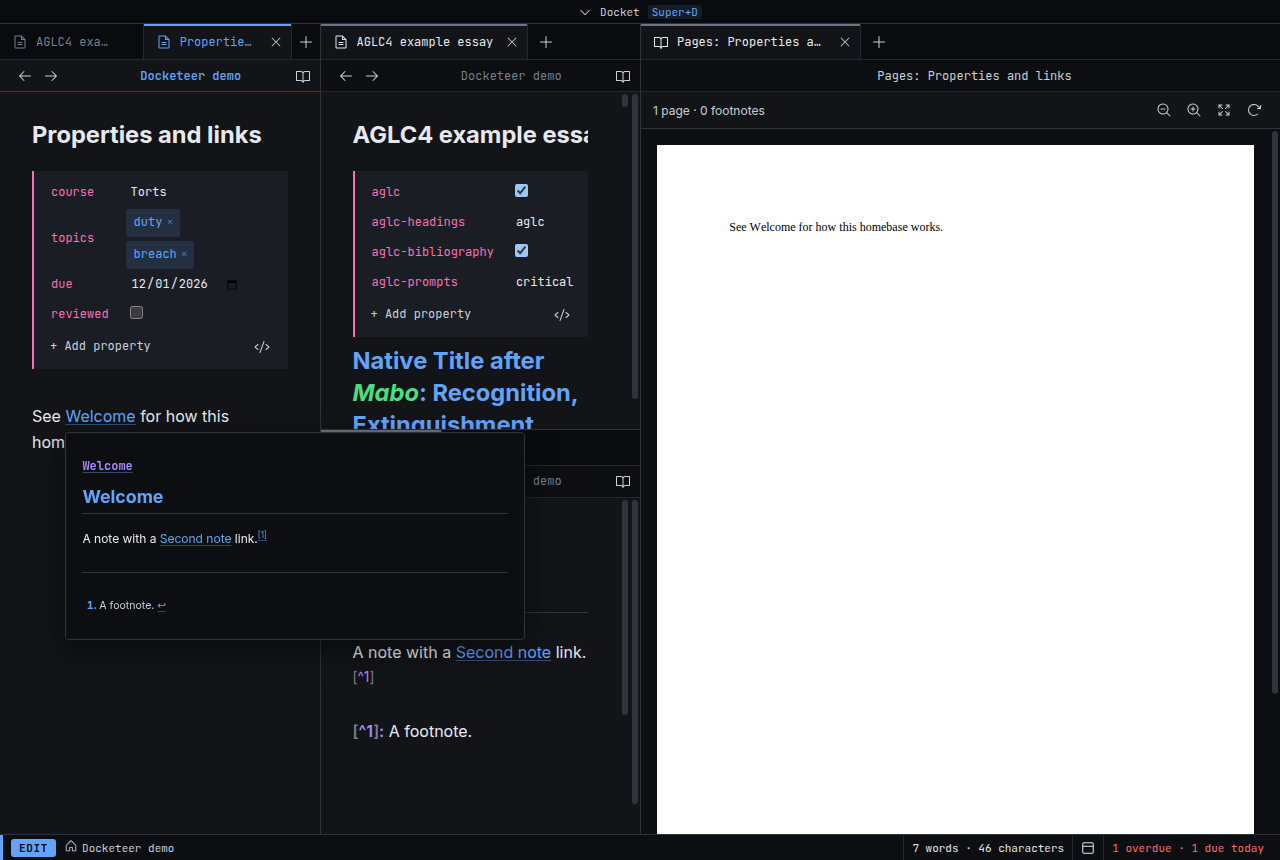 Docket Super+D
AGLC4 exa…
Propertie…
AGLC4 example essay
Pages: Properties a…
Docketeer demo
Docketeer demo
Pages: Properties and links
1 page · 0 footnotes
Properties and links
course Torts
topics duty ×
breach ×
due 12/01/2026
reviewed
+ Add property </>
See Welcome for how this
hom
AGLC4 example essa
aglc
aglc-headings aglc
aglc-bibliography
aglc-prompts critical
+ Add property </>
Native Title after
Mabo: Recognition,
Extinguishment
demo
Welcome
Welcome
A note with a Second note link.[1]
1. A footnote. ↩
A note with a Second note link.
[^1]
[^1]: A footnote.
See Welcome for how this homebase works.
EDIT Docketeer demo
7 words · 46 characters
1 overdue · 1 due today